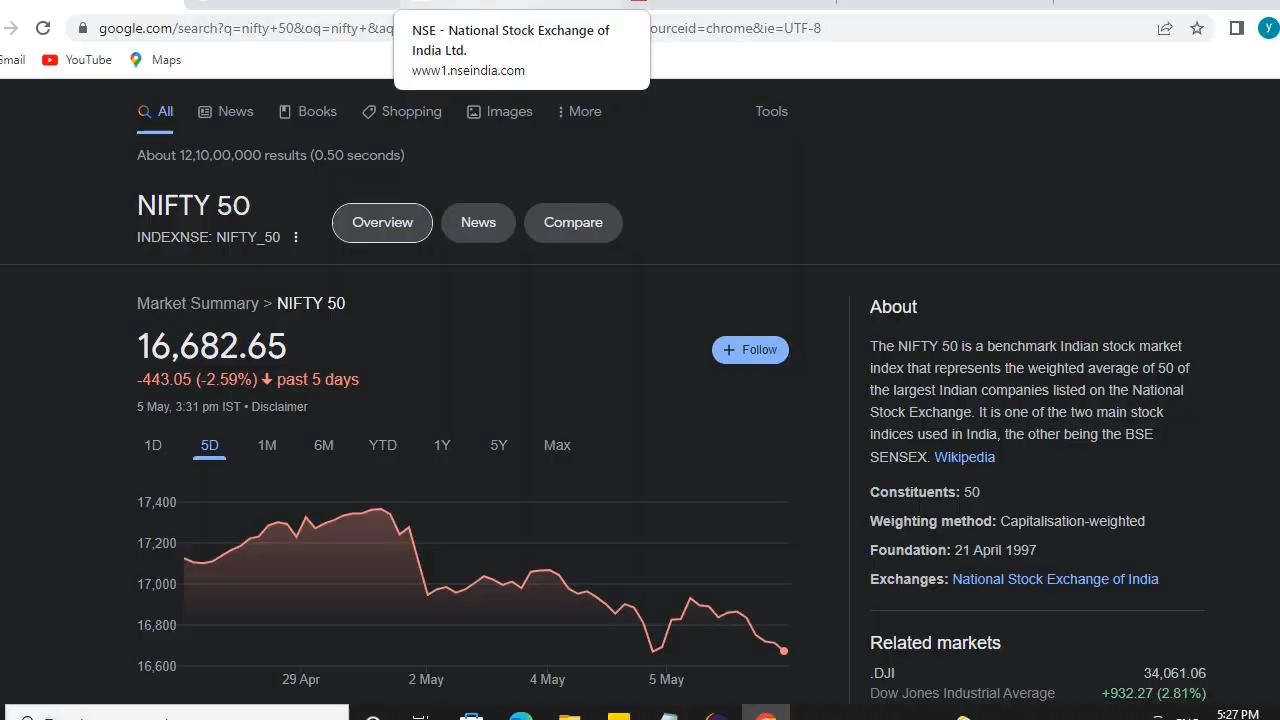 google.com/search?q=nifty+50&oq=nifty+&aq
sourceid=chrome&ie=UTF-8
NSE - National Stock Exchange of
India Ltd.
www1.nseindia.com
y
Gmail
YouTube
Maps
All
News
Books
Shopping
Images
More
Tools
About 12,10,00,000 results (0.50 seconds)
NIFTY 50
INDEXNSE: NIFTY_50
Overview
News
Compare
Market Summary > NIFTY 50
16,682.65
+ Follow
-443.05 (-2.59%) ↓ past 5 days
5 May, 3:31 pm IST • Disclaimer
1D
5D
1M
6M
YTD
1Y
5Y
Max
17,400
17,200
17,000
16,800
16,600
29 Apr
2 May
4 May
5 May
About
The NIFTY 50 is a benchmark Indian stock market
index that represents the weighted average of 50 of
the largest Indian companies listed on the National
Stock Exchange. It is one of the two main stock
indices used in India, the other being the BSE
SENSEX. Wikipedia
Constituents: 50
Weighting method: Capitalisation-weighted
Foundation: 21 April 1997
Exchanges: National Stock Exchange of India
Related markets
.DJI 34,061.06
Dow Jones Industrial Average +932.27 (2.81%)
5:27 PM